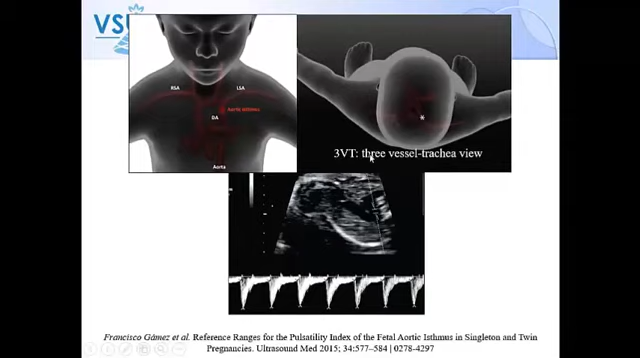 VSU
RSA
LSA
Aortic Isthmus
DA
Aorta
*
3VT: three vessel-trachea view
Francisco Gámez et al. Reference Ranges for the Pulsatility Index of the Fetal Aortic Isthmus in Singleton and Twin
Pregnancies. Ultrasound Med 2015; 34:577–584 | 0278-4297